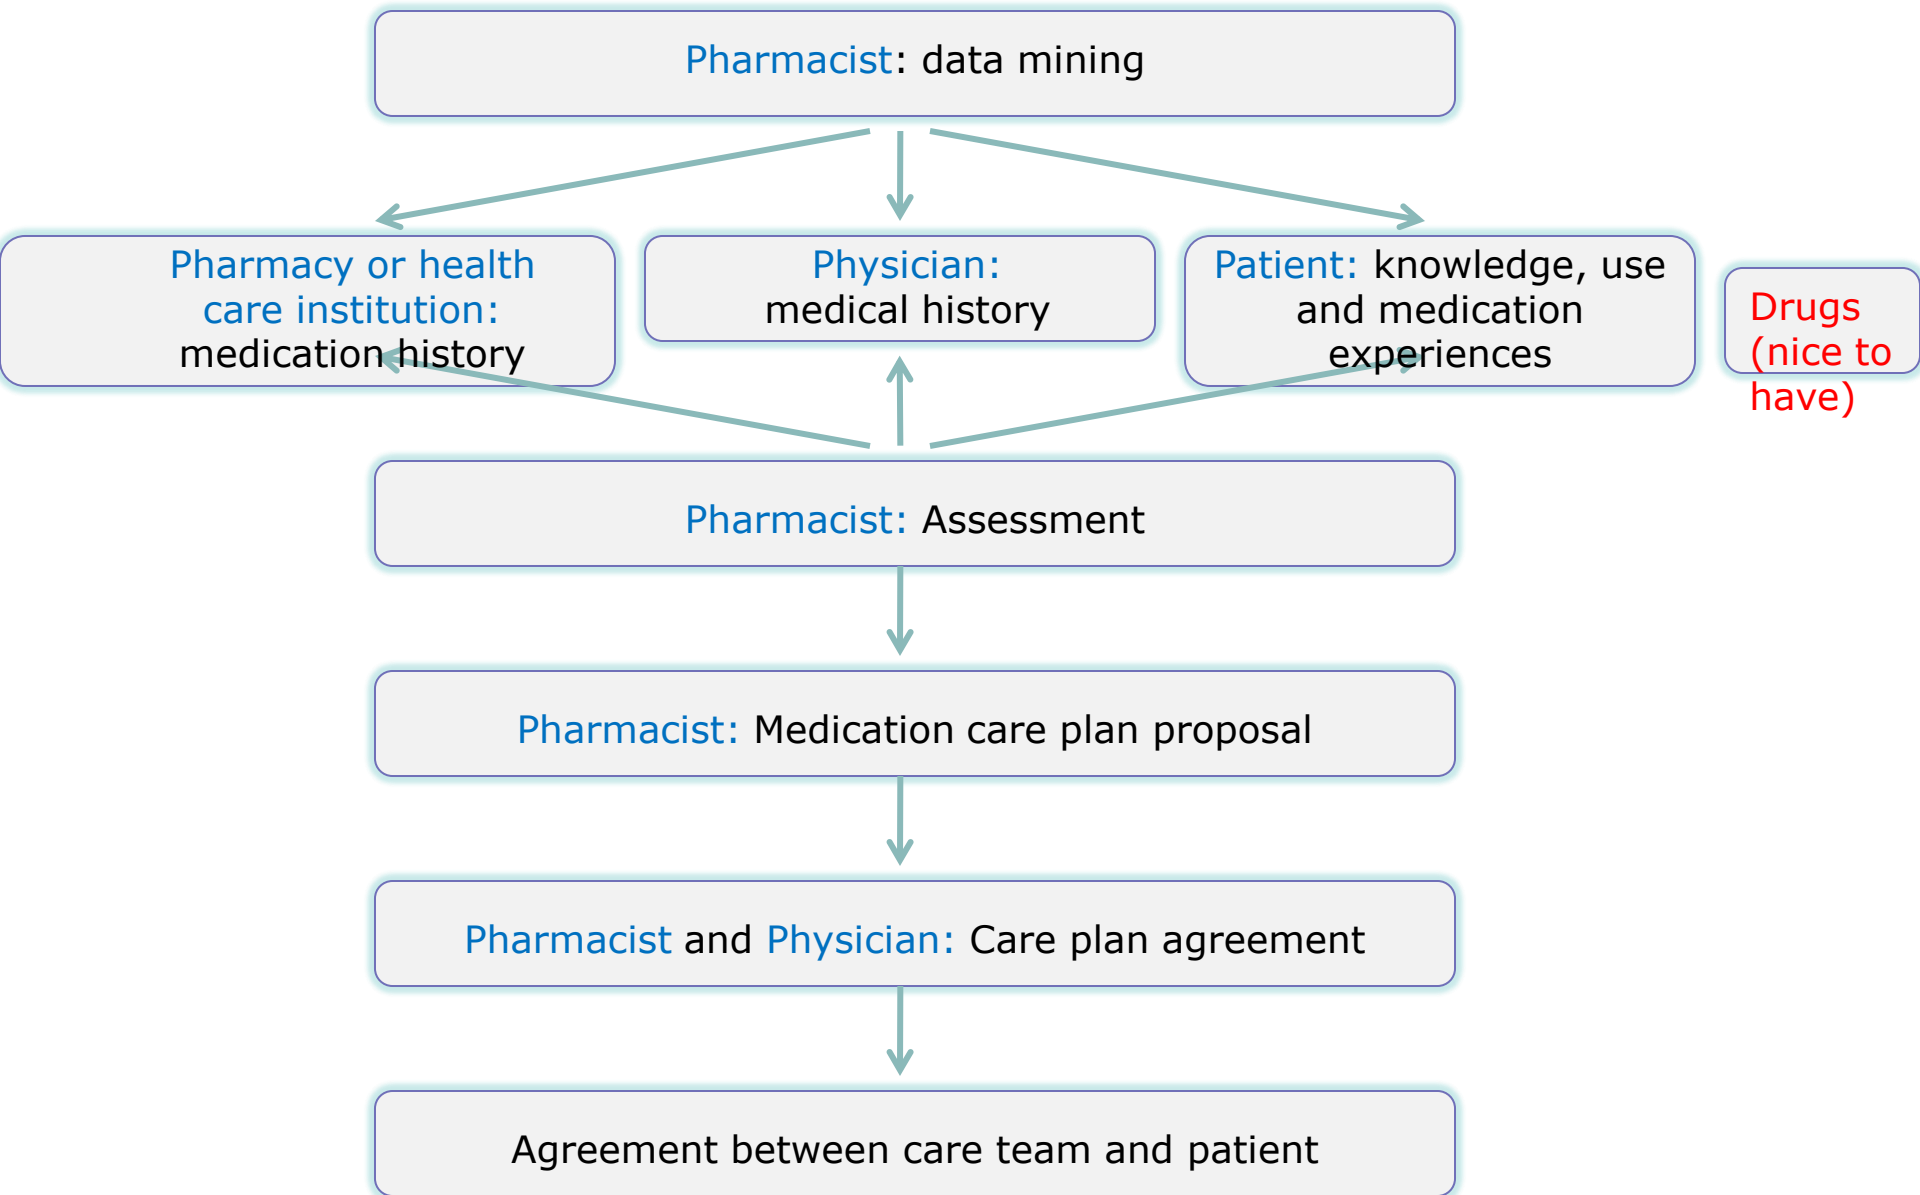 Pharmacist: data mining
Pharmacy or health
care institution:
medication history
Physician:
medical history
Patient: knowledge, use
and medication
experiences
Drugs
(nice to
have)
Pharmacist: Assessment
Pharmacist: Medication care plan proposal
Pharmacist and Physician: Care plan agreement
Agreement between care team and patient